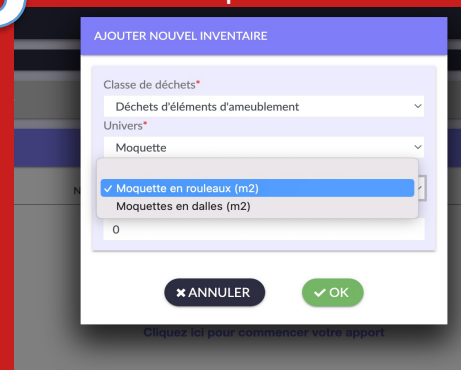 AJOUTER NOUVEL INVENTAIRE
Classe de déchets*
Déchets d'éléments d'ameublement
Univers*
Moquette
✓ Moquette en rouleaux (m2)
Moquettes en dalles (m2)
0
✖ ANNULER
✓ OK
Cliquez ici pour commencer votre apport